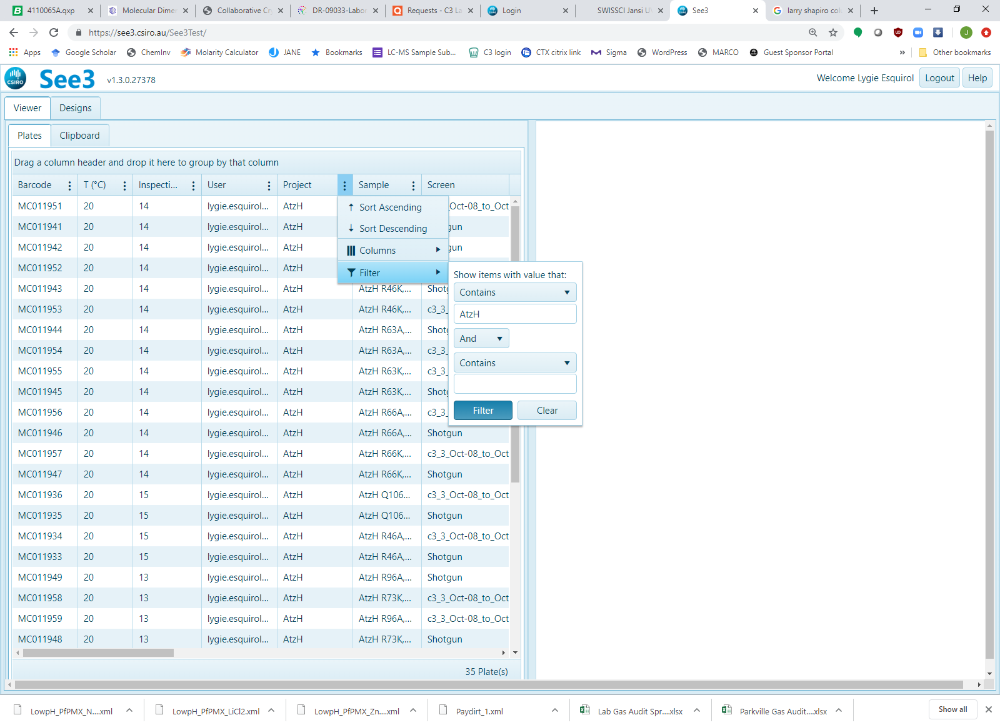 4110065A.qxp
Molecular Dimer
Collaborative Cr
DR-09033-Labor
Requests - C3 La
Login
SWISSCI Jansi U
See3
larry shapiro col
https://see3.csiro.au/See3Test/
J
Apps
Google Scholar
ChemInv
Molarity Calculator
JANE
Bookmarks
LC-MS Sample Sub...
C3 login
CTX citrix link
Sigma
WordPress
MARCO
Guest Sponsor Portal
»
Other bookmarks
CSIRO
See3 v1.3.0.27378
Welcome Lygie Esquirol
Logout
Help
Viewer
Designs
Plates
Clipboard
Drag a column header and drop it here to group by that column
Barcode T (°C) Inspecti... User Project Sample Screen
MC011951 20 14 lygie.esquirol... AtzH _Oct-08_to_Oct
MC011941 20 14 lygie.esquirol... AtzH gun
MC011942 20 14 lygie.esquirol... AtzH gun
MC011952 20 14 lygie.esquirol... AtzH
MC011943 20 14 lygie.esquirol... AtzH AtzH R46K,... Shotg
MC011953 20 14 lygie.esquirol... AtzH AtzH R46K,... c3_3_
MC011944 20 14 lygie.esquirol... AtzH AtzH R63A,... Shotg
MC011954 20 14 lygie.esquirol... AtzH AtzH R63A,... c3_3_
MC011955 20 14 lygie.esquirol... AtzH AtzH R63K,... c3_3_
MC011945 20 14 lygie.esquirol... AtzH AtzH R63K,... Shotg
MC011956 20 14 lygie.esquirol... AtzH AtzH R66A,... c3_3_
MC011946 20 14 lygie.esquirol... AtzH AtzH R66A,... Shotgun
MC011957 20 14 lygie.esquirol... AtzH AtzH R66K,... c3_3_Oct-08_to_Oct
MC011947 20 14 lygie.esquirol... AtzH AtzH R66K,... Shotgun
MC011936 20 15 lygie.esquirol... AtzH AtzH Q106... c3_3_Oct-08_to_Oct
MC011935 20 15 lygie.esquirol... AtzH AtzH Q106... Shotgun
MC011934 20 15 lygie.esquirol... AtzH AtzH R46A,... c3_3_Oct-08_to_Oct
MC011933 20 15 lygie.esquirol... AtzH AtzH R46A,... Shotgun
MC011949 20 13 lygie.esquirol... AtzH AtzH R96A,... Shotgun
MC011958 20 13 lygie.esquirol... AtzH AtzH R73K,... c3_3_Oct-08_to_Oct
MC011959 20 13 lygie.esquirol... AtzH AtzH R96A,... c3_3_Oct-08_to_Oct
MC011948 20 13 lygie.esquirol... AtzH AtzH R73K,... Shotgun
35 Plate(s)
Sort Ascending
Sort Descending
Columns
Filter
Show items with value that:
Contains
AtzH
And
Contains
Filter
Clear
LowpH_PfPMX_N....xml
LowpH_PfPMX_LiCl2.xml
LowpH_PfPMX_Zn....xml
Paydirt_1.xml
Lab Gas Audit Spr....xlsx
Parkville Gas Audit....xlsx
Show all